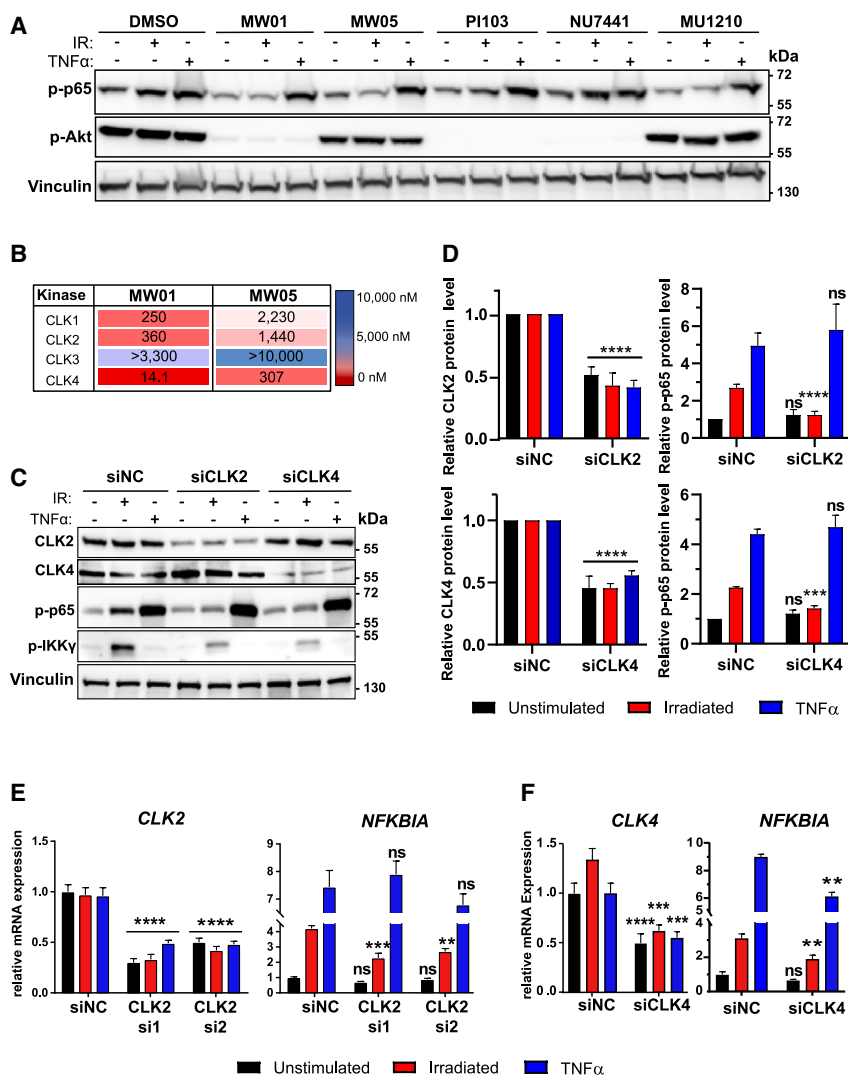 A
DMSO MW01 MW05 PI103 NU7441 MU1210
IR: - + - - + - - + - - + - - + - - + -
TNFα: - - + - - + - - + - - + - - + - - + kDa
p-p65 72
55
p-Akt 72
55
Vinculin 130
B
Kinase MW01 MW05
CLK1 250 2,230
CLK2 360 1,440
CLK3 >3,300 >10,000
CLK4 14.1 307
10,000 nM
5,000 nM
0 nM
C
siNC siCLK2 siCLK4
IR: - + - - + - - + -
TNFα: - - + - - + - - + kDa
CLK2 55
CLK4 55
p-p65 72
55
p-IKKγ 55
Vinculin 130
D
Relative CLK2 protein level
1.0
0.5
0.0
****
siNC siCLK2
Relative p-p65 protein level
8
6
4
2
0
ns **** ns
siNC siCLK2
Relative CLK4 protein level
1.0
0.5
0.0
****
siNC siCLK4
Relative p-p65 protein level
6
4
2
0
ns *** ns
siNC siCLK4
Unstimulated Irradiated TNFα
E
CLK2
relative mRNA expression
1.5
1.0
0.5
0.0
**** ****
siNC CLK2 CLK2
si1 si2
NFKBIA
9
8
7
6
4
2
0
ns *** ns ns ** ns
siNC CLK2 CLK2
si1 si2
F
CLK4
relative mRNA Expression
1.5
1.0
0.5
0.0
**** *** ***
siNC siCLK4
NFKBIA
10
8
6
4
3
2
1
0
ns ** **
siNC siCLK4
Unstimulated Irradiated TNFα